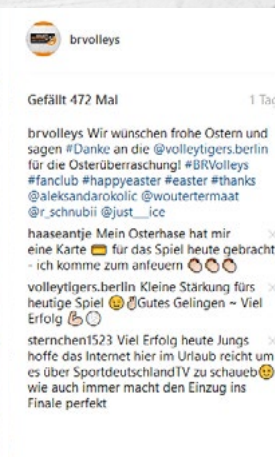 brvolleys
Gefällt 472 Mal 1 Tag
brvolleys Wir wünschen frohe Ostern und
sagen #Danke an die @volleytigers.berlin
für die Osterüberraschung! #BRVolleys
#fanclub #happyeaster #easter #thanks
@aleksandarokolic @woutertermaat
@r_schnubii @just__ice
haaseantje Mein Osterhase hat mir
eine Karte 🎫 für das Spiel heute gebracht
- ich komme zum anfeuern 👏👏👏
volleytigers.berlin Kleine Stärkung fürs
heutige Spiel 😉✌Gutes Gelingen ~ Viel
Erfolg 💪🏐
sternchen1523 Viel Erfolg heute Jungs
hoffe das Internet hier im Urlaub reicht um
es über SportdeutschlandTV zu schaueb😉
wie auch immer macht den Einzug ins
Finale perfekt